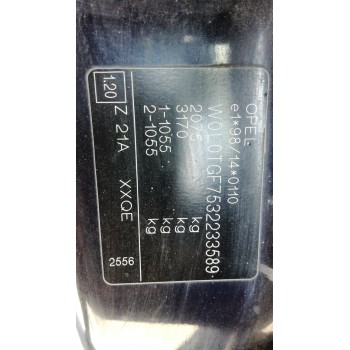 OPEL
e1*98/14*0110
W0L0TGF7532233589
2075 kg
3170 kg
1-1055 kg
2-1055 kg
1.20 Z 21A XXQE 2556